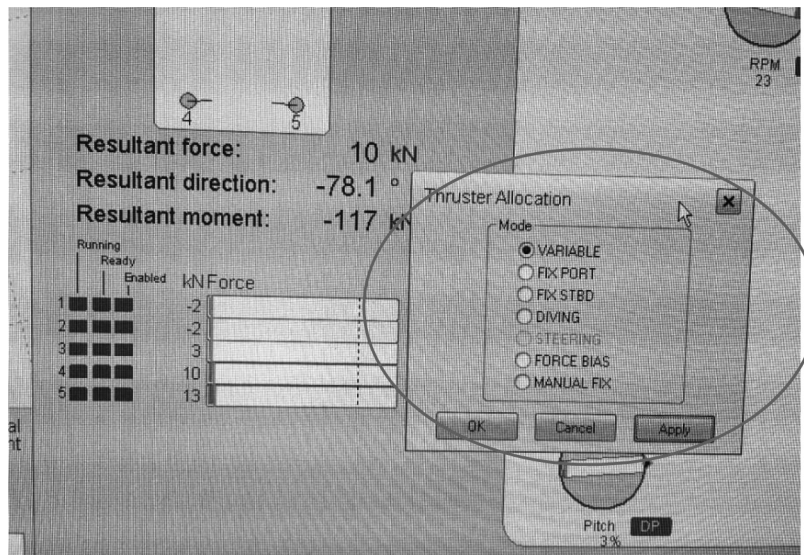 4
5
RPM
23
Resultant force: 10 kN
Resultant direction: -78.1 °
Resultant moment: -117
Running
Ready
Enabled
kN Force
1 -2
2 -2
3 3
4 10
5 13
Thruster Allocation
Mode
VARIABLE
FIX PORT
FIX STBD
DIVING
STEERING
FORCE BIAS
MANUAL FIX
OK Cancel Apply
Pitch DP
3%